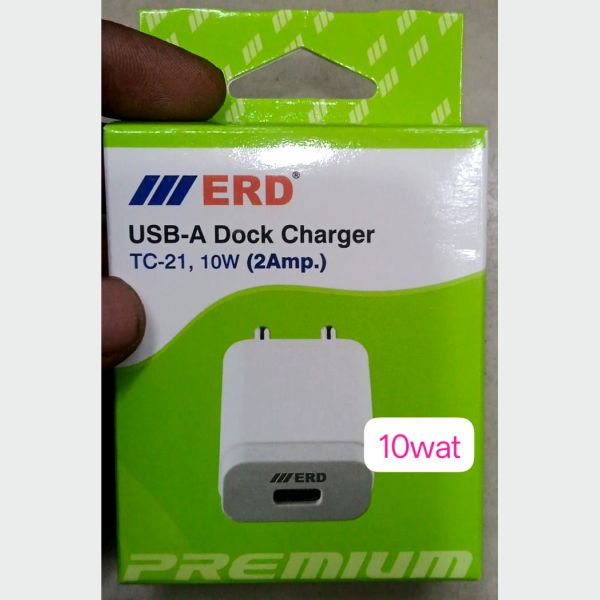 ERD®
USB-A Dock Charger
TC-21, 10W (2Amp.)
10wat
ERD
PREMIUM